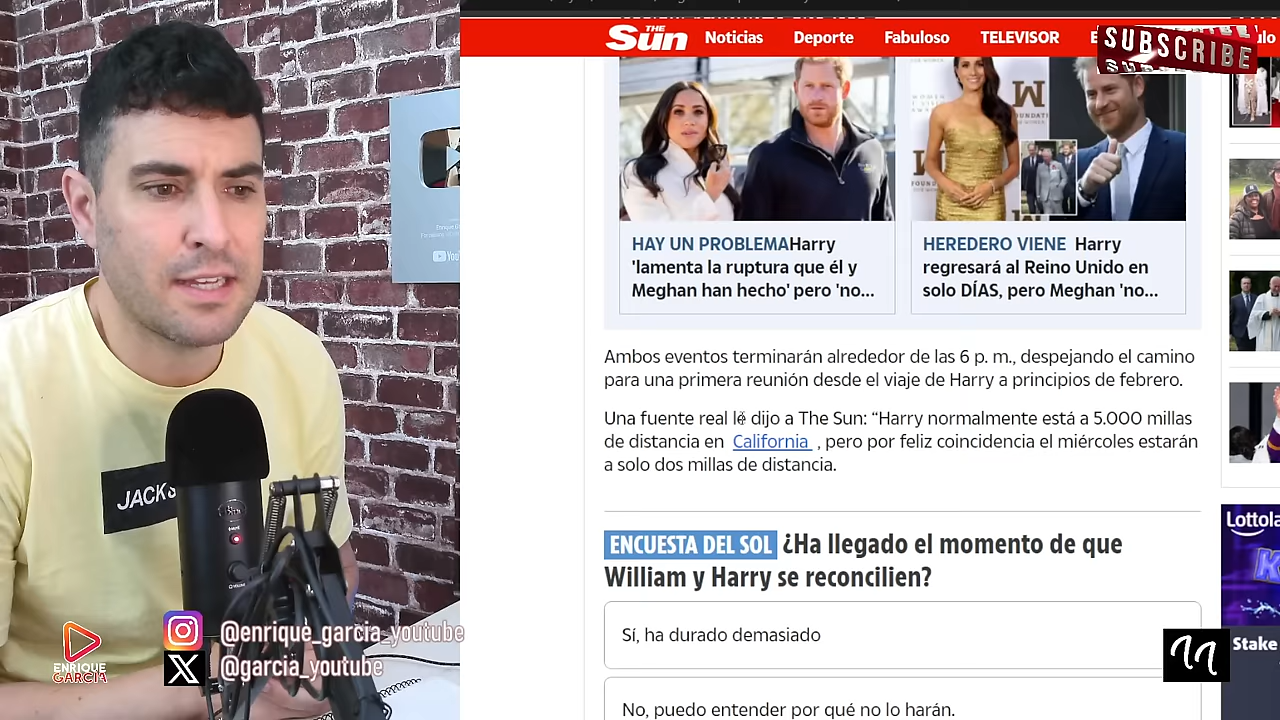 THE
Sun
Noticias
Deporte
Fabuloso
TELEVISOR
SUBSCRIBE
HAY UN PROBLEMAHarry
'lamenta la ruptura que él y
Meghan han hecho' pero 'no...
HEREDERO VIENE Harry
regresará al Reino Unido en
solo DÍAS, pero Meghan 'no...
Ambos eventos terminarán alrededor de las 6 p. m., despejando el camino
para una primera reunión desde el viaje de Harry a principios de febrero.
Una fuente real le dijo a The Sun: “Harry normalmente está a 5.000 millas
de distancia en California , pero por feliz coincidencia el miércoles estarán
a solo dos millas de distancia.
ENCUESTA DEL SOL ¿Ha llegado el momento de que
William y Harry se reconcilien?
Sí, ha durado demasiado
No, puedo entender por qué no lo harán.
Stake
JACKS
ENRIQUE
GARCIA
@enrique_garcia_youtube
@garcia_youtube